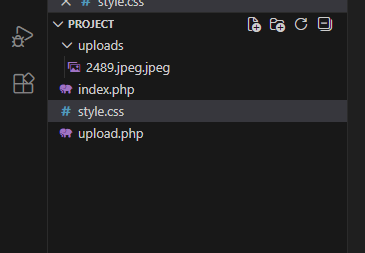 style.css
PROJECT
uploads
2489.jpeg.jpeg
index.php
# style.css
upload.php